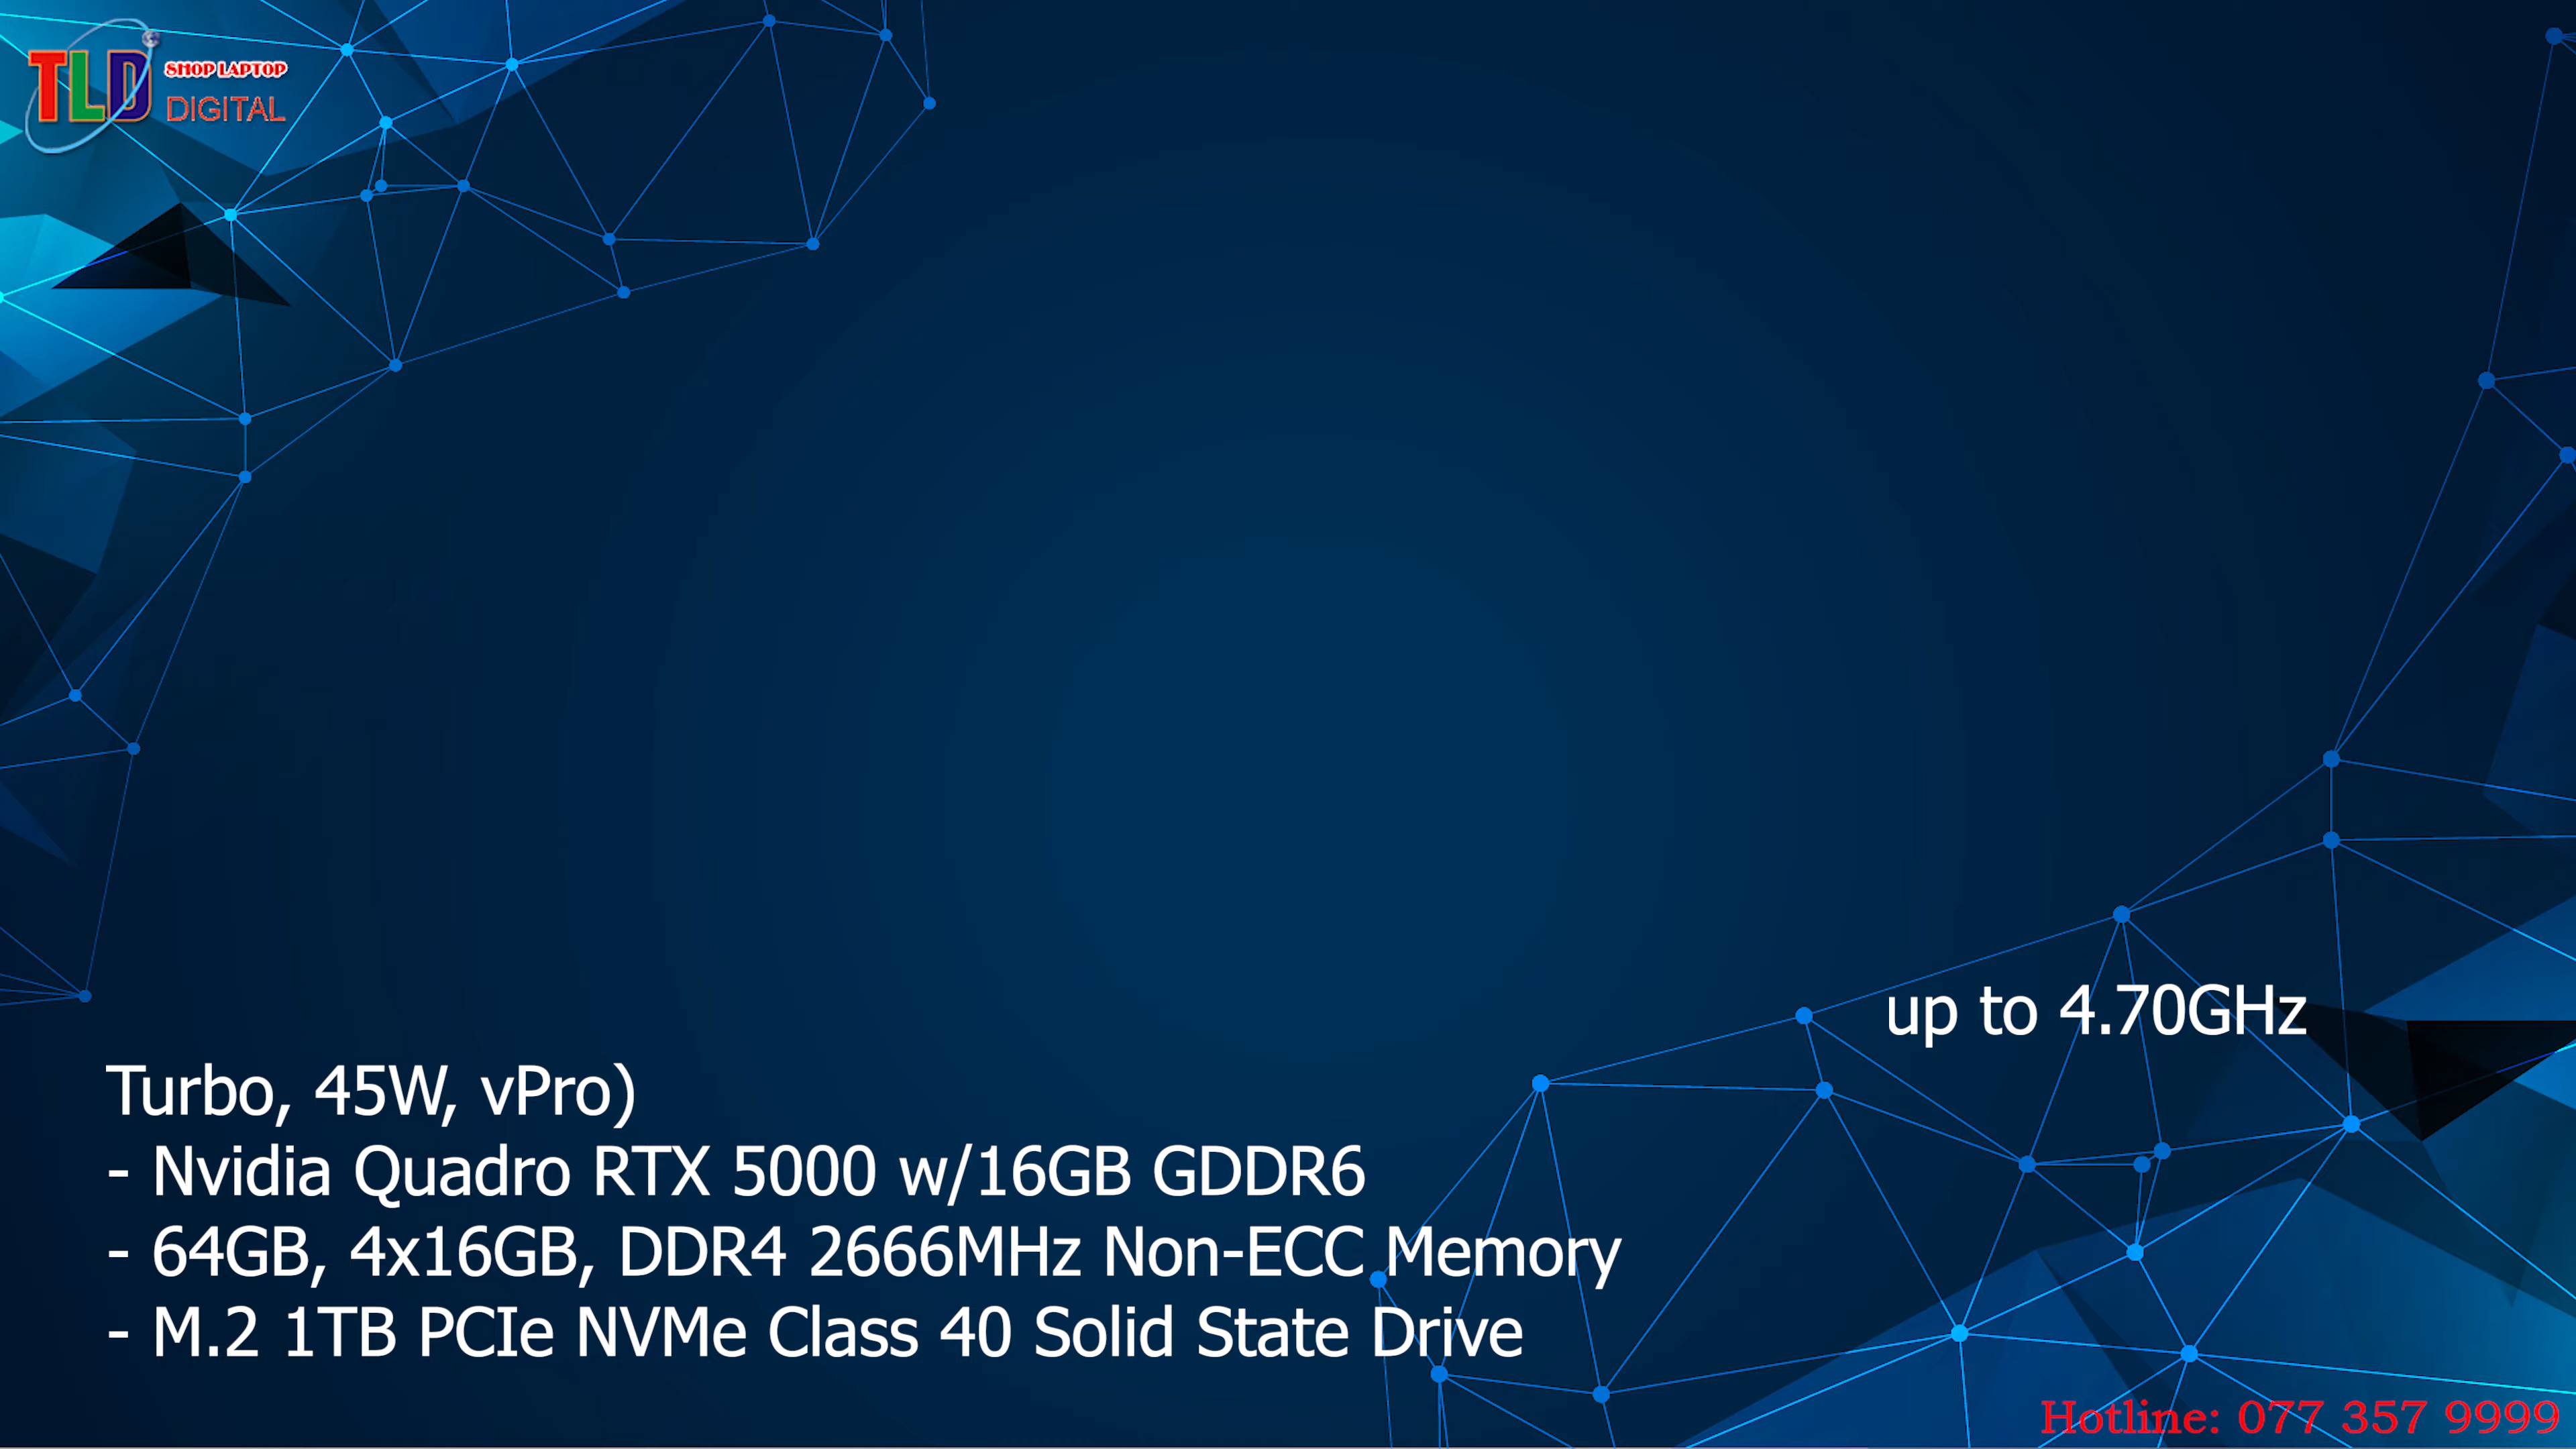 TLD SHOP LAPTOP
DIGITAL
up to 4.70GHz
Turbo, 45W, vPro)
- Nvidia Quadro RTX 5000 w/16GB GDDR6
- 64GB, 4x16GB, DDR4 2666MHz Non-ECC Memory
- M.2 1TB PCIe NVMe Class 40 Solid State Drive
Hotline: 077 357 9999